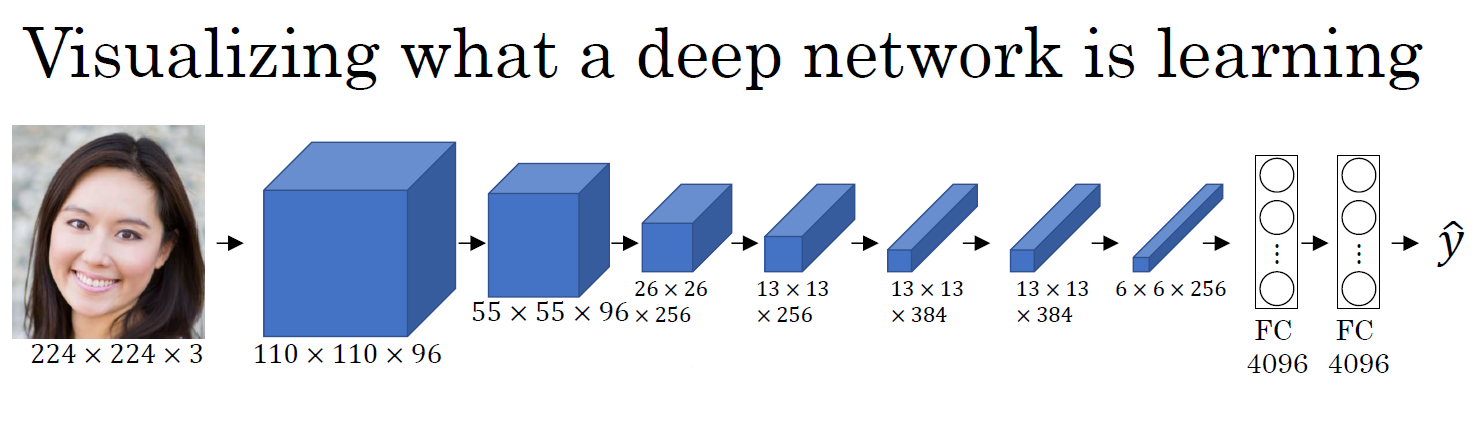 Visualizing what a deep network is learning
224 × 224 × 3
110 × 110 × 96
55 × 55 × 96
26 × 26
× 256
13 × 13
× 256
13 × 13
× 384
13 × 13
× 384
6 × 6 × 256
FC
4096
FC
4096
ŷ